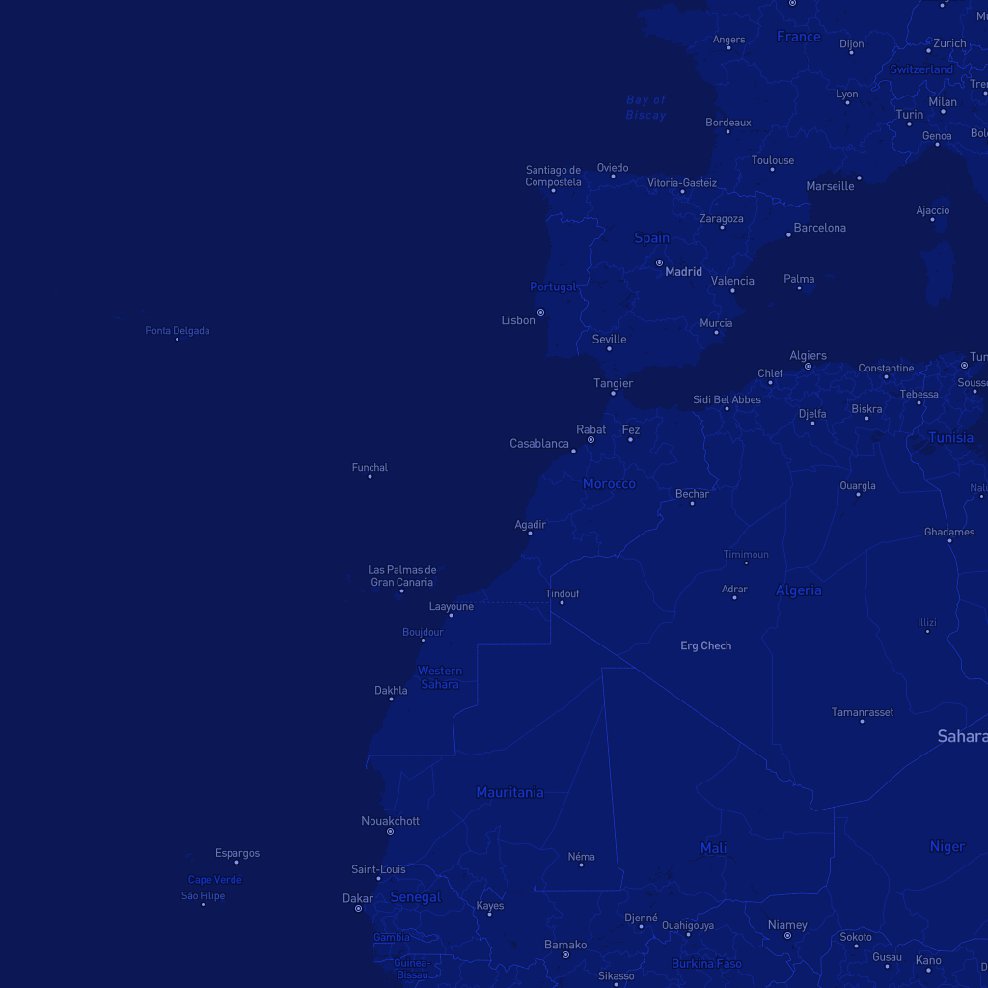 Angers
France
Dijon
Zurich
Switzerland
Lyon
Milan
Turin
Bay of
Biscay
Bordeaux
Genoa
Toulouse
Santiago de
Compostela
Oviedo
Vitoria-Gasteiz
Marseille
Zaragoza
Ajaccio
Barcelona
Spain
Madrid
Valencia
Palma
Portugal
Lisbon
Murcia
Ponta Delgada
Seville
Algiers
Tun
Constantine
Chlef
Tangier
Souss
Tebessa
Sidi Bel Abbes
Djelfa
Biskra
Rabat
Fez
Tunisia
Casablanca
Funchal
Morocco
Bechar
Ouargla
Nalu
Agadir
Ghadames
Timimoun
Las Palmas de
Gran Canaria
Tindouf
Adrar
Algeria
Laayoune
Illizi
Boujdour
Erg Chech
Western
Sahara
Dakhla
Tamanrasset
Sahara
Mauritania
Nouakchott
Mali
Niger
Espargos
Néma
Saint-Louis
Cape Verde
São Filipe
Dakar
Senegal
Kayes
Djenné
Ouahigouya
Niamey
Gambia
Sokoto
Bamako
Gusau
Kano
Guinea-
Bissau
Burkina Faso
Sikasso